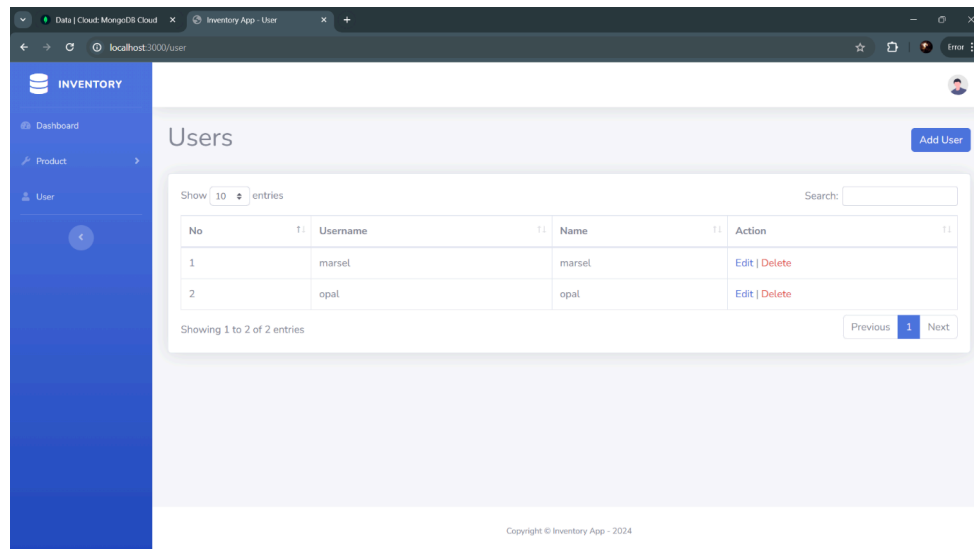 Data | Cloud: MongoDB Cloud
Inventory App - User
localhost:3000/user
Error
INVENTORY
Dashboard
Product
User
Users
Add User
Show 10 entries
Search:
No Username Name Action
1 marsel marsel Edit | Delete
2 opal opal Edit | Delete
Showing 1 to 2 of 2 entries
Previous 1 Next
Copyright © Inventory App - 2024